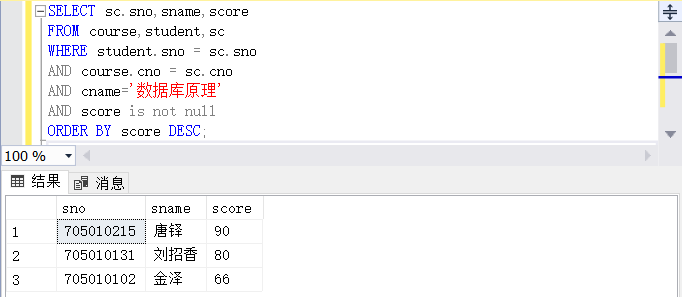 SELECT sc.sno,sname,score
FROM course,student,sc
WHERE student.sno = sc.sno
AND course.cno = sc.cno
AND cname='数据库原理'
AND score is not null
ORDER BY score DESC;
100 %
结果 消息
sno sname score
1 705010215 唐铎 90
2 705010131 刘招香 80
3 705010102 金泽 66